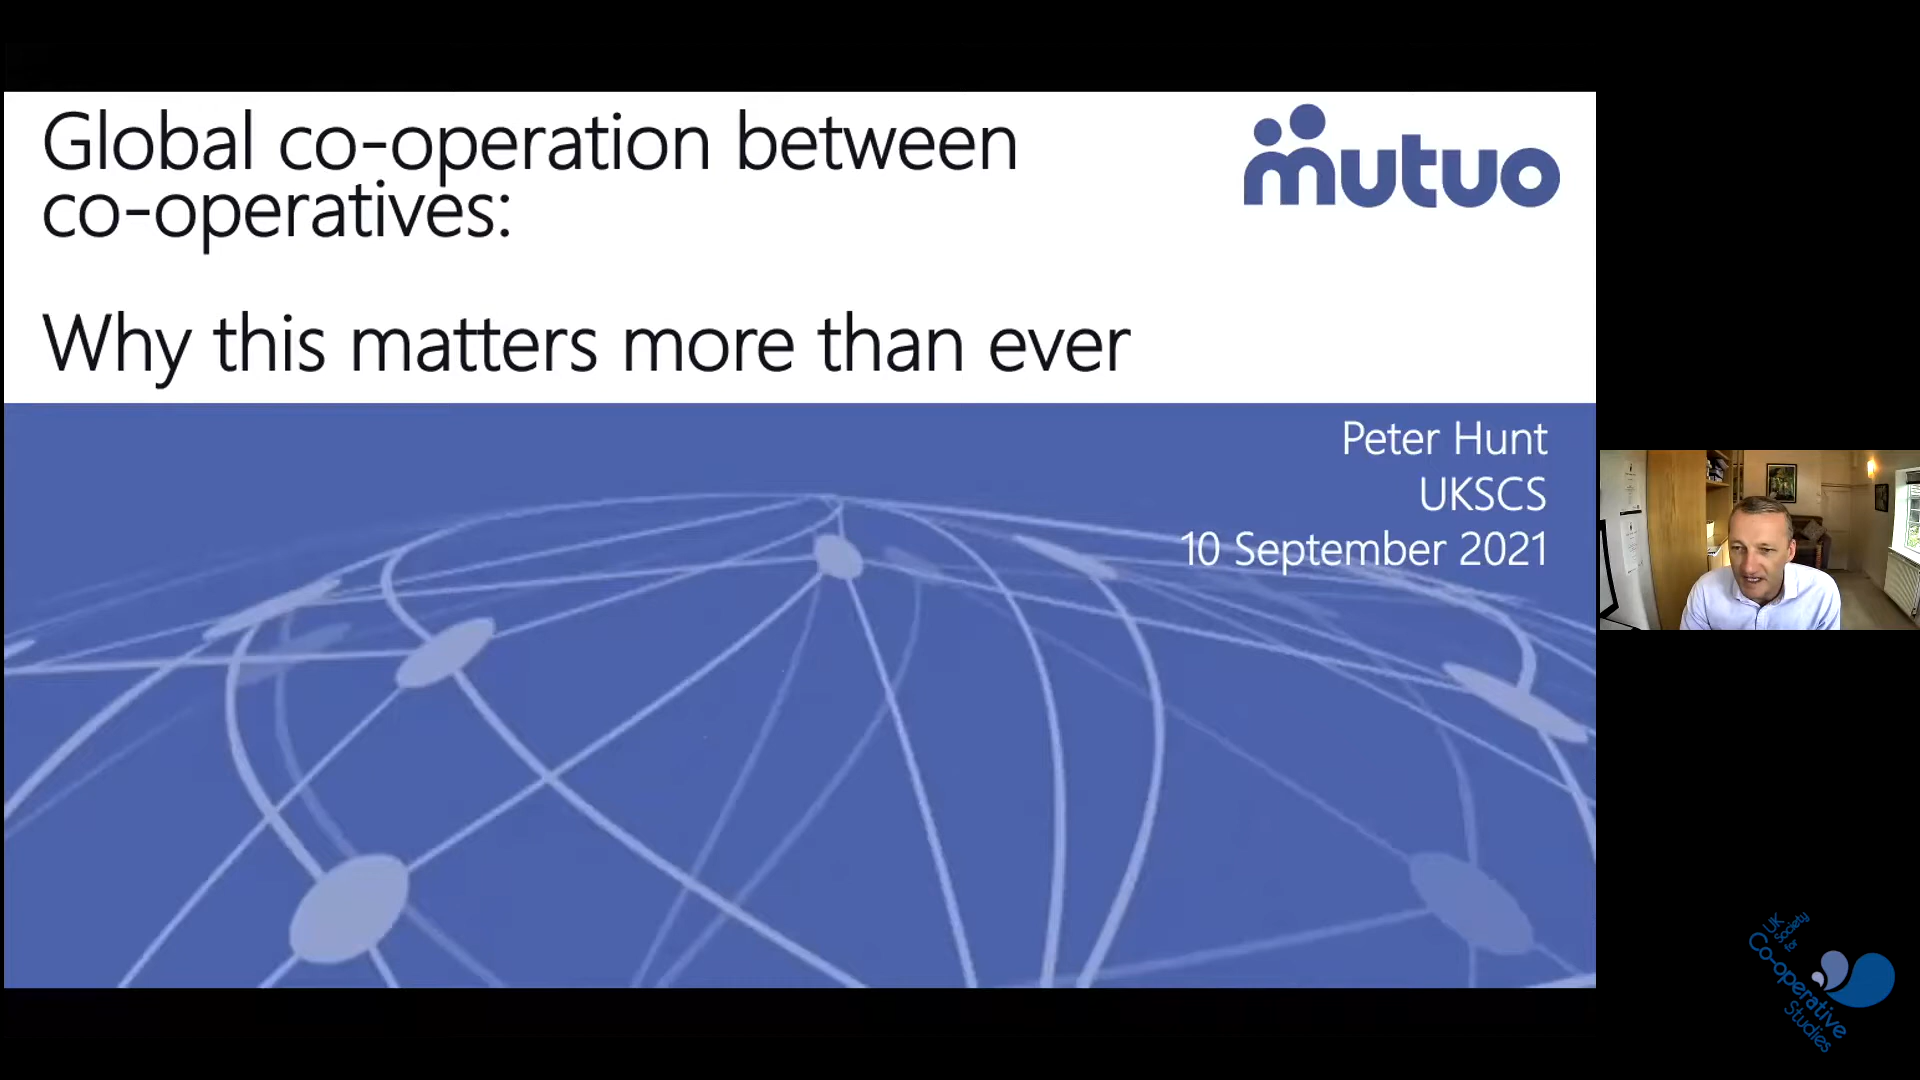 Global co-operation between
co-operatives:
Why this matters more than ever
mutuo
Peter Hunt
UKSCS
10 September 2021
UK
Society
for
Co-operative
Studies